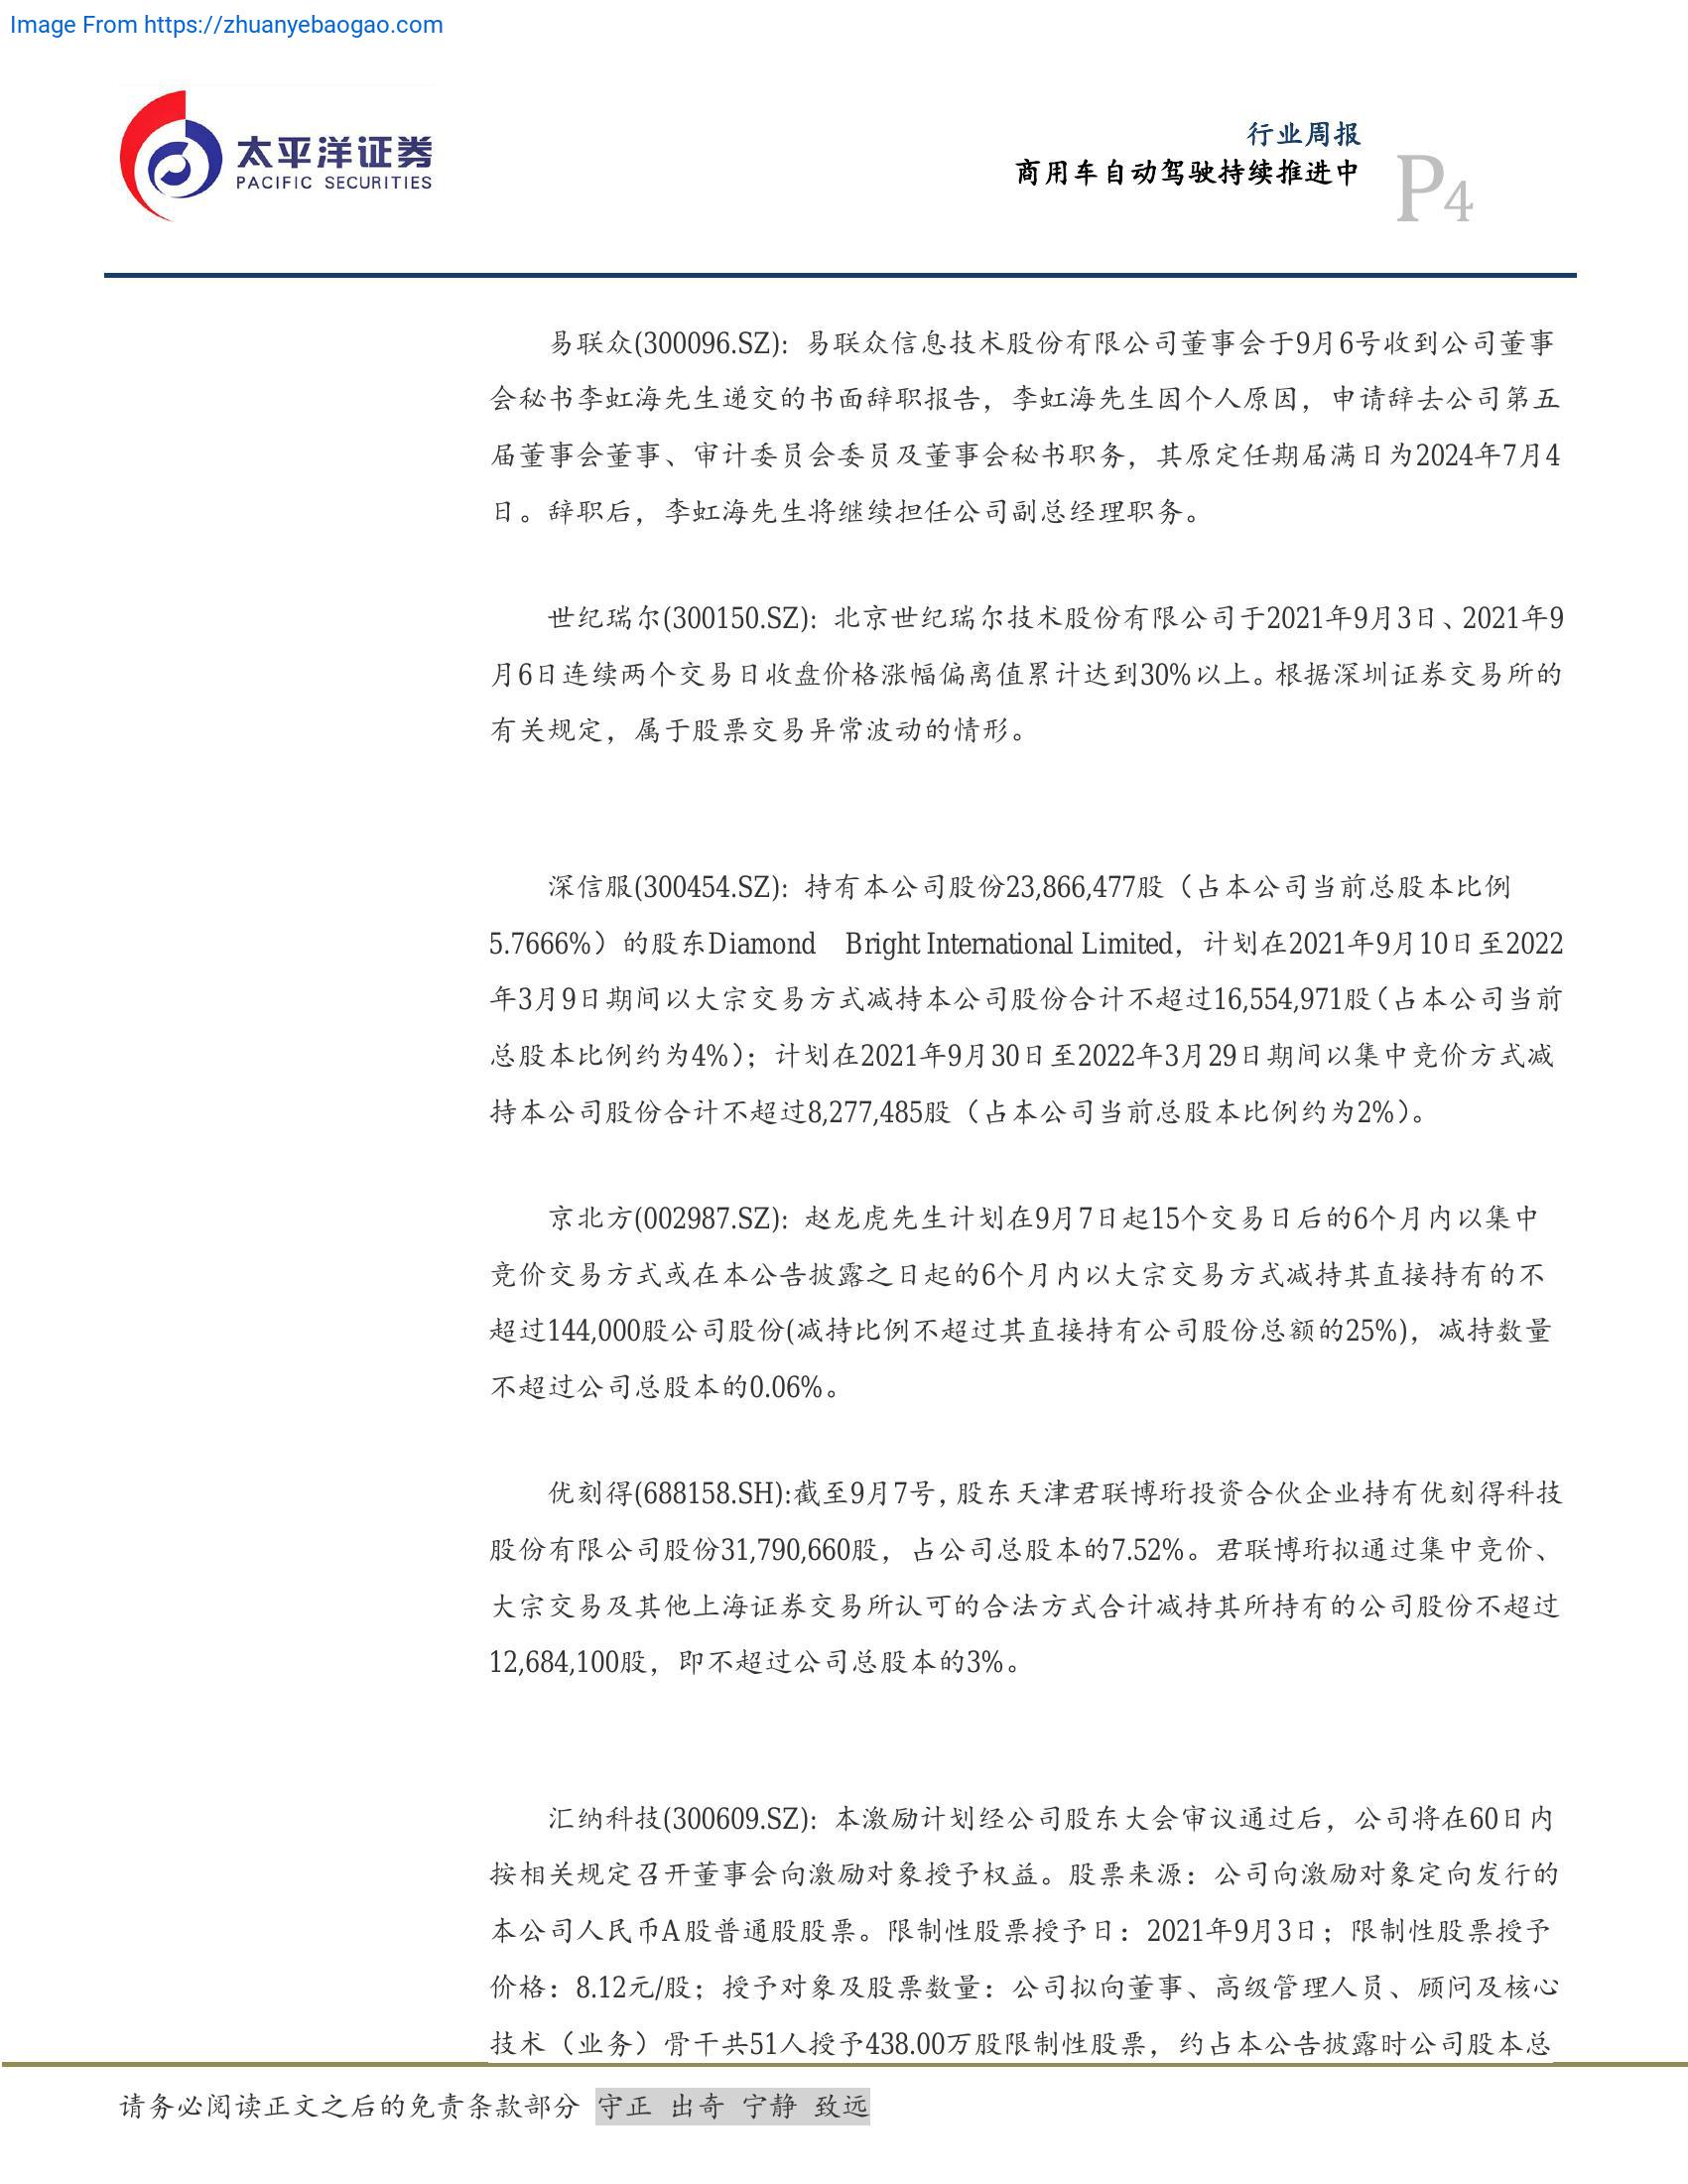 Image From https://zhuanyebaogao.com
太平洋证券
PACIFIC SECURITIES
行业周报
商用车自动驾驶持续推进中
P4
易联众(300096.SZ)：易联众信息技术股份有限公司董事会于9月6号收到公司董事
会秘书李虹海先生递交的书面辞职报告，李虹海先生因个人原因，申请辞去公司第五
届董事会董事、审计委员会委员及董事会秘书职务，其原定任期届满日为2024年7月4
日。辞职后，李虹海先生将继续担任公司副总经理职务。
世纪瑞尔(300150.SZ)：北京世纪瑞尔技术股份有限公司于2021年9月3日、2021年9
月6日连续两个交易日收盘价格涨幅偏离值累计达到30%以上。根据深圳证券交易所的
有关规定，属于股票交易异常波动的情形。
深信服(300454.SZ)：持有本公司股份23,866,477股（占本公司当前总股本比例
5.7666%）的股东Diamond Bright International Limited，计划在2021年9月10日至2022
年3月9日期间以大宗交易方式减持本公司股份合计不超过16,554,971股（占本公司当前
总股本比例约为4%）；计划在2021年9月30日至2022年3月29日期间以集中竞价方式减
持本公司股份合计不超过8,277,485股（占本公司当前总股本比例约为2%）。
京北方(002987.SZ)：赵龙虎先生计划在9月7日起15个交易日后的6个月内以集中
竞价交易方式或在本公告披露之日起的6个月内以大宗交易方式减持其直接持有的不
超过144,000股公司股份(减持比例不超过其直接持有公司股份总额的25%)，减持数量
不超过公司总股本的0.06%。
优刻得(688158.SH):截至9月7号，股东天津君联博珩投资合伙企业持有优刻得科技
股份有限公司股份31,790,660股，占公司总股本的7.52%。君联博珩拟通过集中竞价、
大宗交易及其他上海证券交易所认可的合法方式合计减持其所持有的公司股份不超过
12,684,100股，即不超过公司总股本的3%。
汇纳科技(300609.SZ)：本激励计划经公司股东大会审议通过后，公司将在60日内
按相关规定召开董事会向激励对象授予权益。股票来源：公司向激励对象定向发行的
本公司人民币A股普通股股票。限制性股票授予日：2021年9月3日；限制性股票授予
价格：8.12元/股；授予对象及股票数量：公司拟向董事、高级管理人员、顾问及核心
技术（业务）骨干共51人授予438.00万股限制性股票，约占本公告披露时公司股本总
请务必阅读正文之后的免责条款部分 守正 出奇 宁静 致远